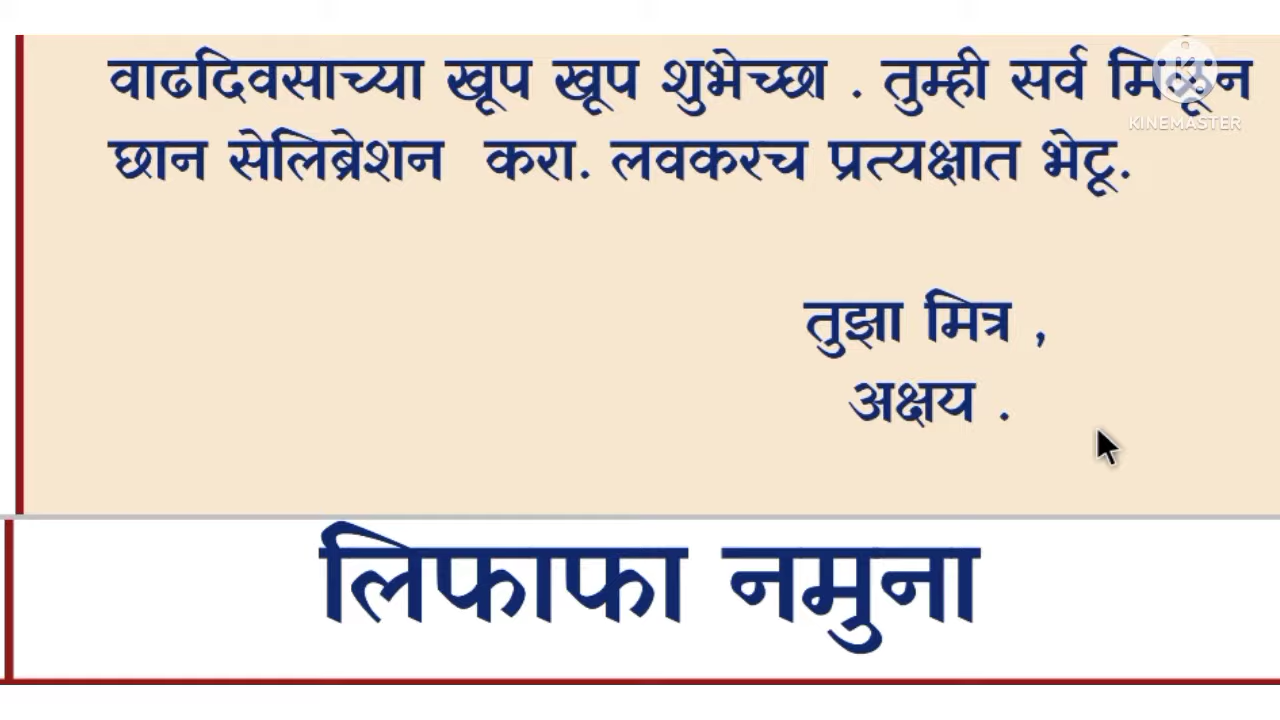 वाढदिवसाच्या खूप खूप शुभेच्छा . तुम्ही सर्व मिळून
KINEMASTER
छान सेलिब्रेशन करा. लवकरच प्रत्यक्षात भेटू.
तुझा मित्र ,
अक्षय .
लिफाफा नमुना